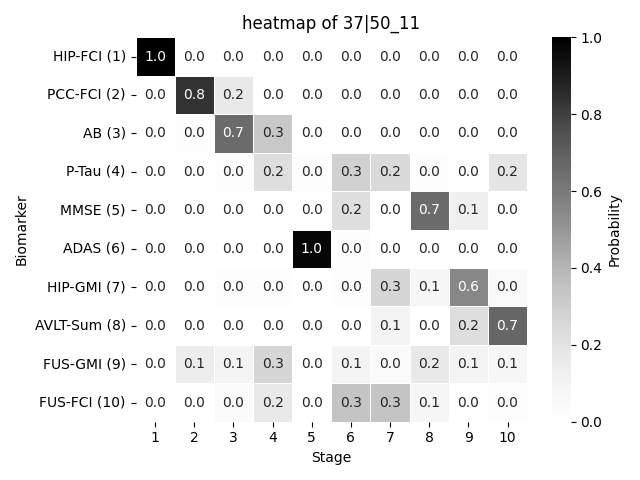 heatmap of 37|50_11
HIP-FCI (1) 1.0 0.0 0.0 0.0 0.0 0.0 0.0 0.0 0.0 0.0
PCC-FCI (2) 0.0 0.8 0.2 0.0 0.0 0.0 0.0 0.0 0.0 0.0
AB (3) 0.0 0.0 0.7 0.3 0.0 0.0 0.0 0.0 0.0 0.0
P-Tau (4) 0.0 0.0 0.0 0.2 0.0 0.3 0.2 0.0 0.0 0.2
MMSE (5) 0.0 0.0 0.0 0.0 0.0 0.2 0.0 0.7 0.1 0.0
ADAS (6) 0.0 0.0 0.0 0.0 1.0 0.0 0.0 0.0 0.0 0.0
HIP-GMI (7) 0.0 0.0 0.0 0.0 0.0 0.0 0.3 0.1 0.6 0.0
AVLT-Sum (8) 0.0 0.0 0.0 0.0 0.0 0.0 0.1 0.0 0.2 0.7
FUS-GMI (9) 0.0 0.1 0.1 0.3 0.0 0.1 0.0 0.2 0.1 0.1
FUS-FCI (10) 0.0 0.0 0.0 0.2 0.0 0.3 0.3 0.1 0.0 0.0
1 2 3 4 5 6 7 8 9 10
Stage
Biomarker
1.0
0.8
0.6
0.4
0.2
0.0
Probability